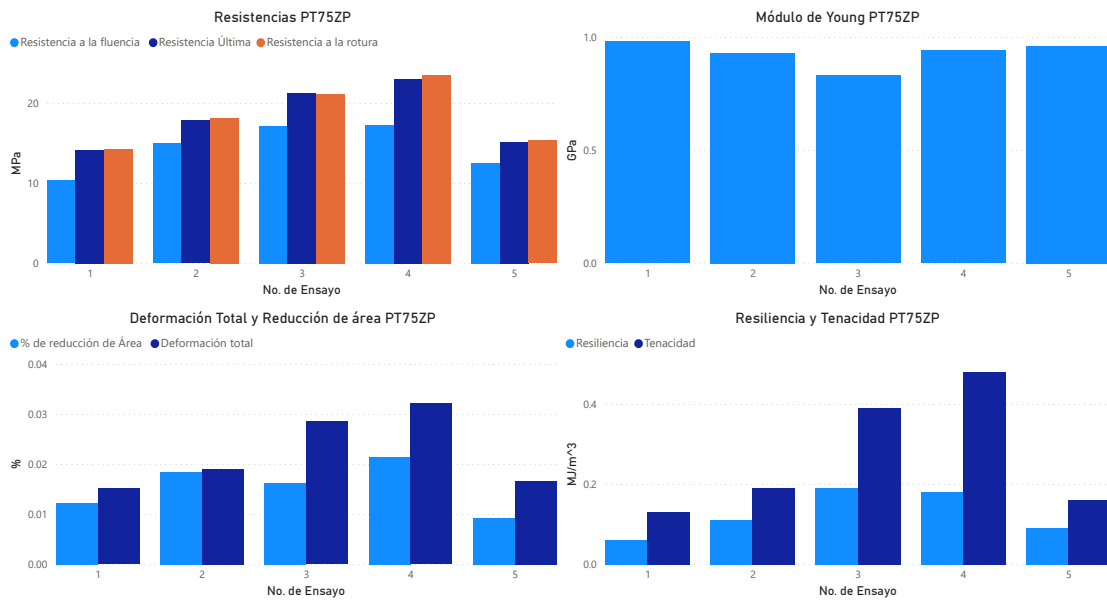 Resistencias PT75ZP
Resistencia a la fluencia Resistencia Última Resistencia a la rotura
20
10
0
MPa
1 2 3 4 5
No. de Ensayo
Módulo de Young PT75ZP
1.0
0.5
0.0
GPa
1 2 3 4 5
No. de Ensayo
Deformación Total y Reducción de área PT75ZP
% de reducción de Área Deformación total
0.04
0.03
0.02
0.01
0.00
%
1 2 3 4 5
No. de Ensayo
Resiliencia y Tenacidad PT75ZP
Resiliencia Tenacidad
0.4
0.2
0.0
MJ/m^3
1 2 3 4 5
No. de Ensayo